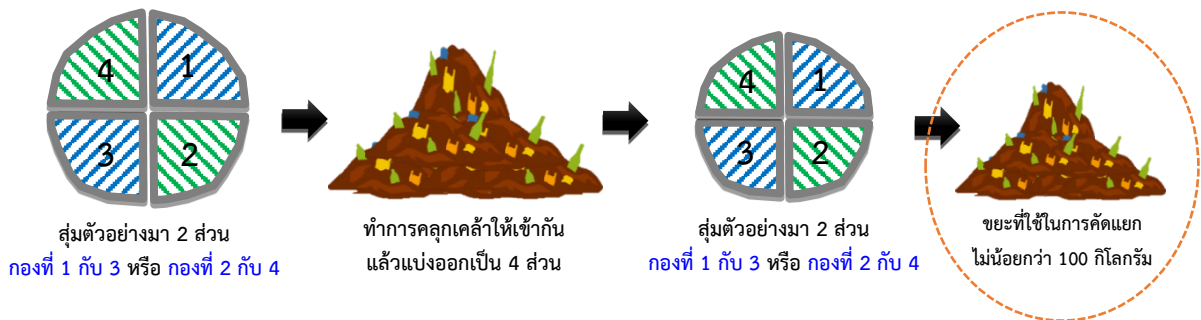 4 1
3 2
สุ่มตัวอย่างมา 2 ส่วน
กองที่ 1 กับ 3 หรือ กองที่ 2 กับ 4
ทำการคลุกเคล้าให้เข้ากัน
แล้วแบ่งออกเป็น 4 ส่วน
4 1
3 2
สุ่มตัวอย่างมา 2 ส่วน
กองที่ 1 กับ 3 หรือ กองที่ 2 กับ 4
ขยะที่ใช้ในการคัดแยก
ไม่น้อยกว่า 100 กิโลกรัม